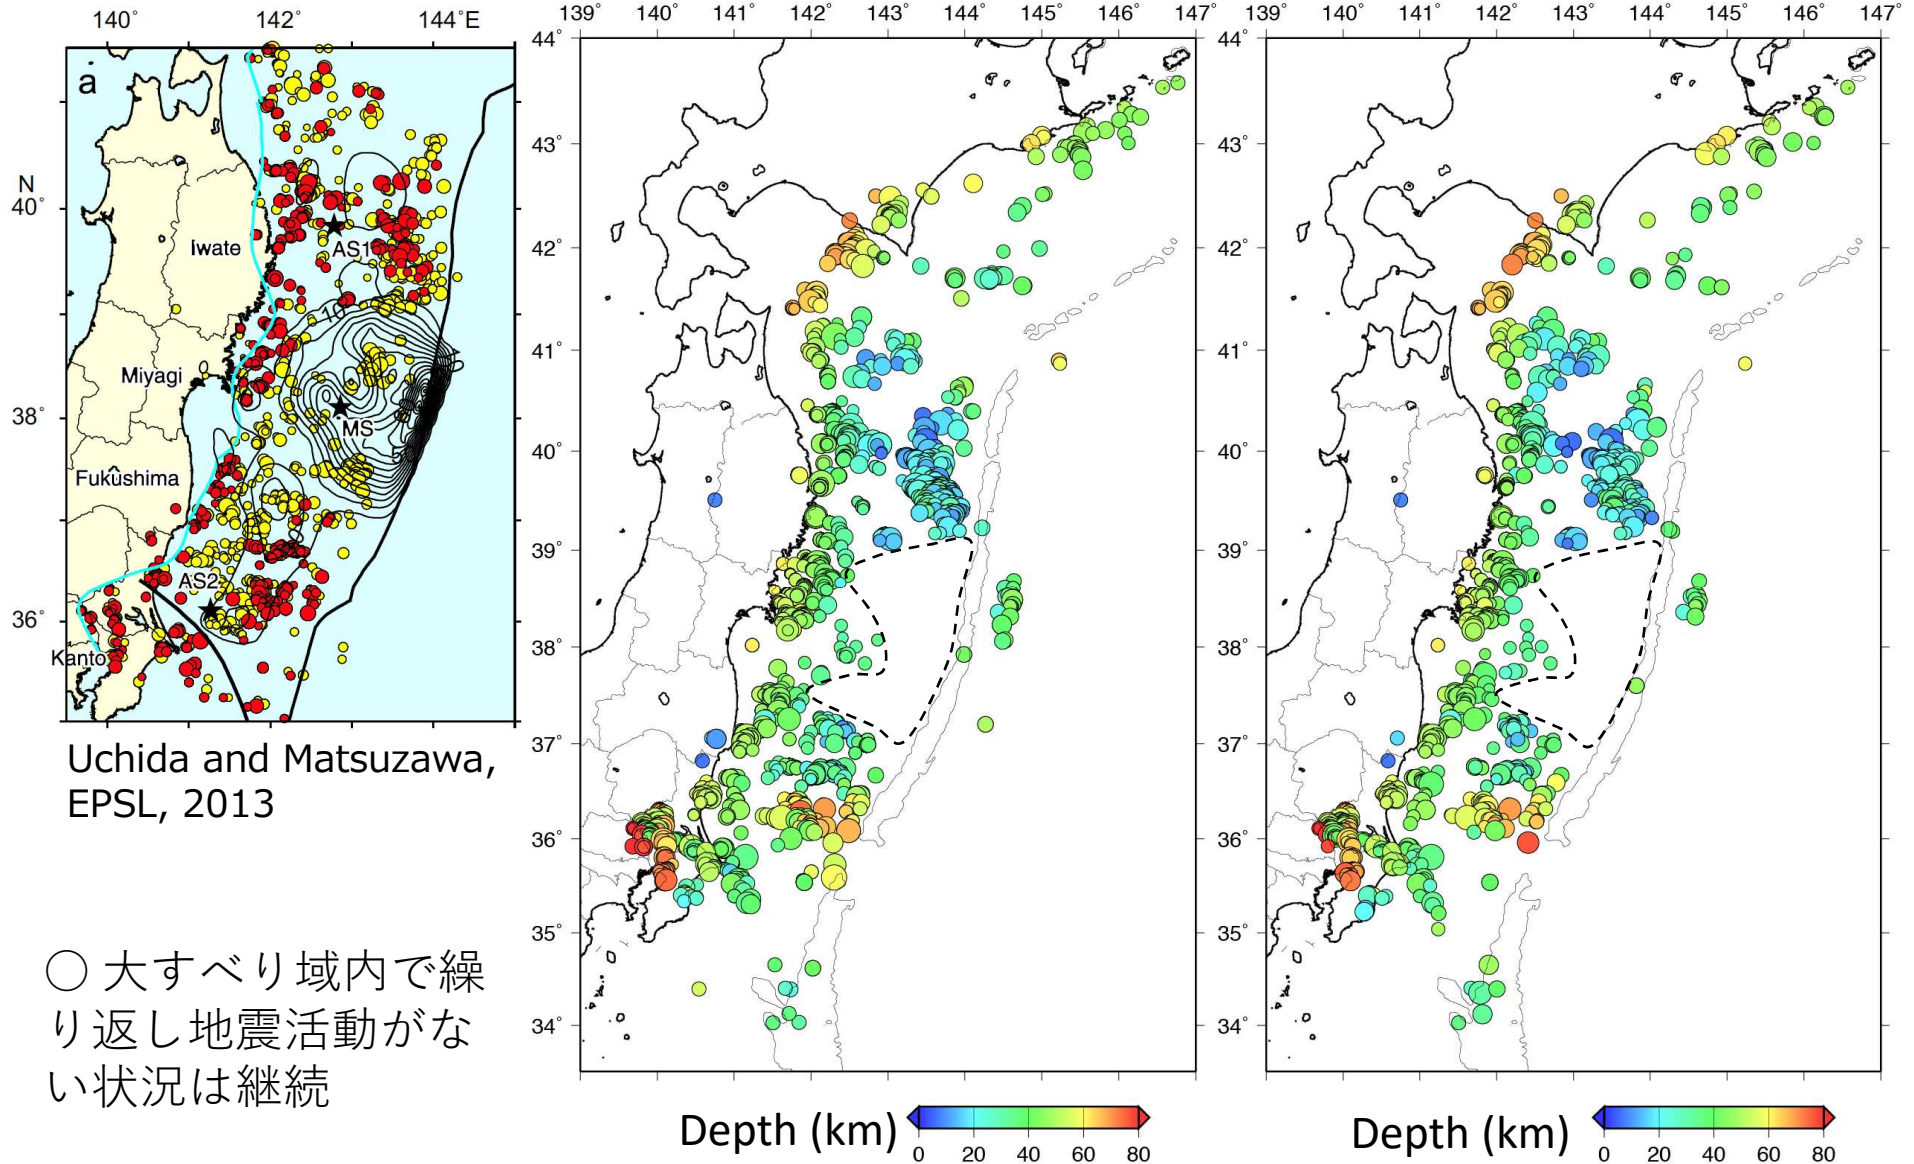 140° 142° 144°E
a
N
40°
38°
36°
Iwate
AS1
10
Miyagi
MS
Fukushima
AS2
Kanto
Uchida and Matsuzawa,
EPSL, 2013
○ 大すべり域内で繰
り返し地震活動がな
い状況は継続
139° 140° 141° 142° 143° 144° 145° 146° 147°
44°
43°
42°
41°
40°
39°
38°
37°
36°
35°
34°
Depth (km)
0 20 40 60 80
139° 140° 141° 142° 143° 144° 145° 146° 147°
44°
43°
42°
41°
40°
39°
38°
37°
36°
35°
34°
Depth (km)
0 20 40 60 80